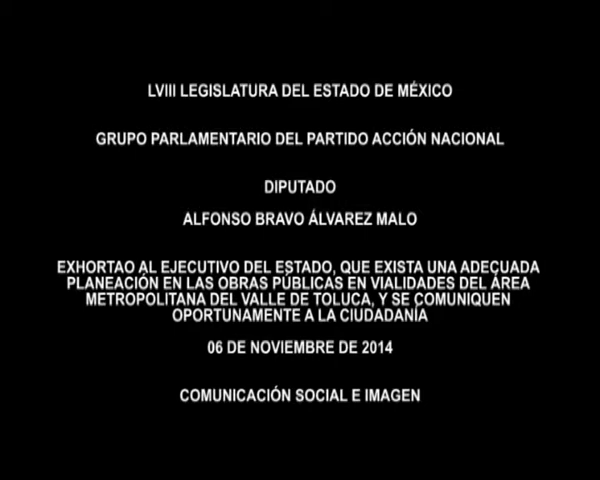 LVIII LEGISLATURA DEL ESTADO DE MÉXICO
GRUPO PARLAMENTARIO DEL PARTIDO ACCIÓN NACIONAL
DIPUTADO
ALFONSO BRAVO ÁLVAREZ MALO
EXHORTAO AL EJECUTIVO DEL ESTADO, QUE EXISTA UNA ADECUADA
PLANEACIÓN EN LAS OBRAS PÚBLICAS EN VIALIDADES DEL ÁREA
METROPOLITANA DEL VALLE DE TOLUCA, Y SE COMUNIQUEN
OPORTUNAMENTE A LA CIUDADANÍA
06 DE NOVIEMBRE DE 2014
COMUNICACIÓN SOCIAL E IMAGEN